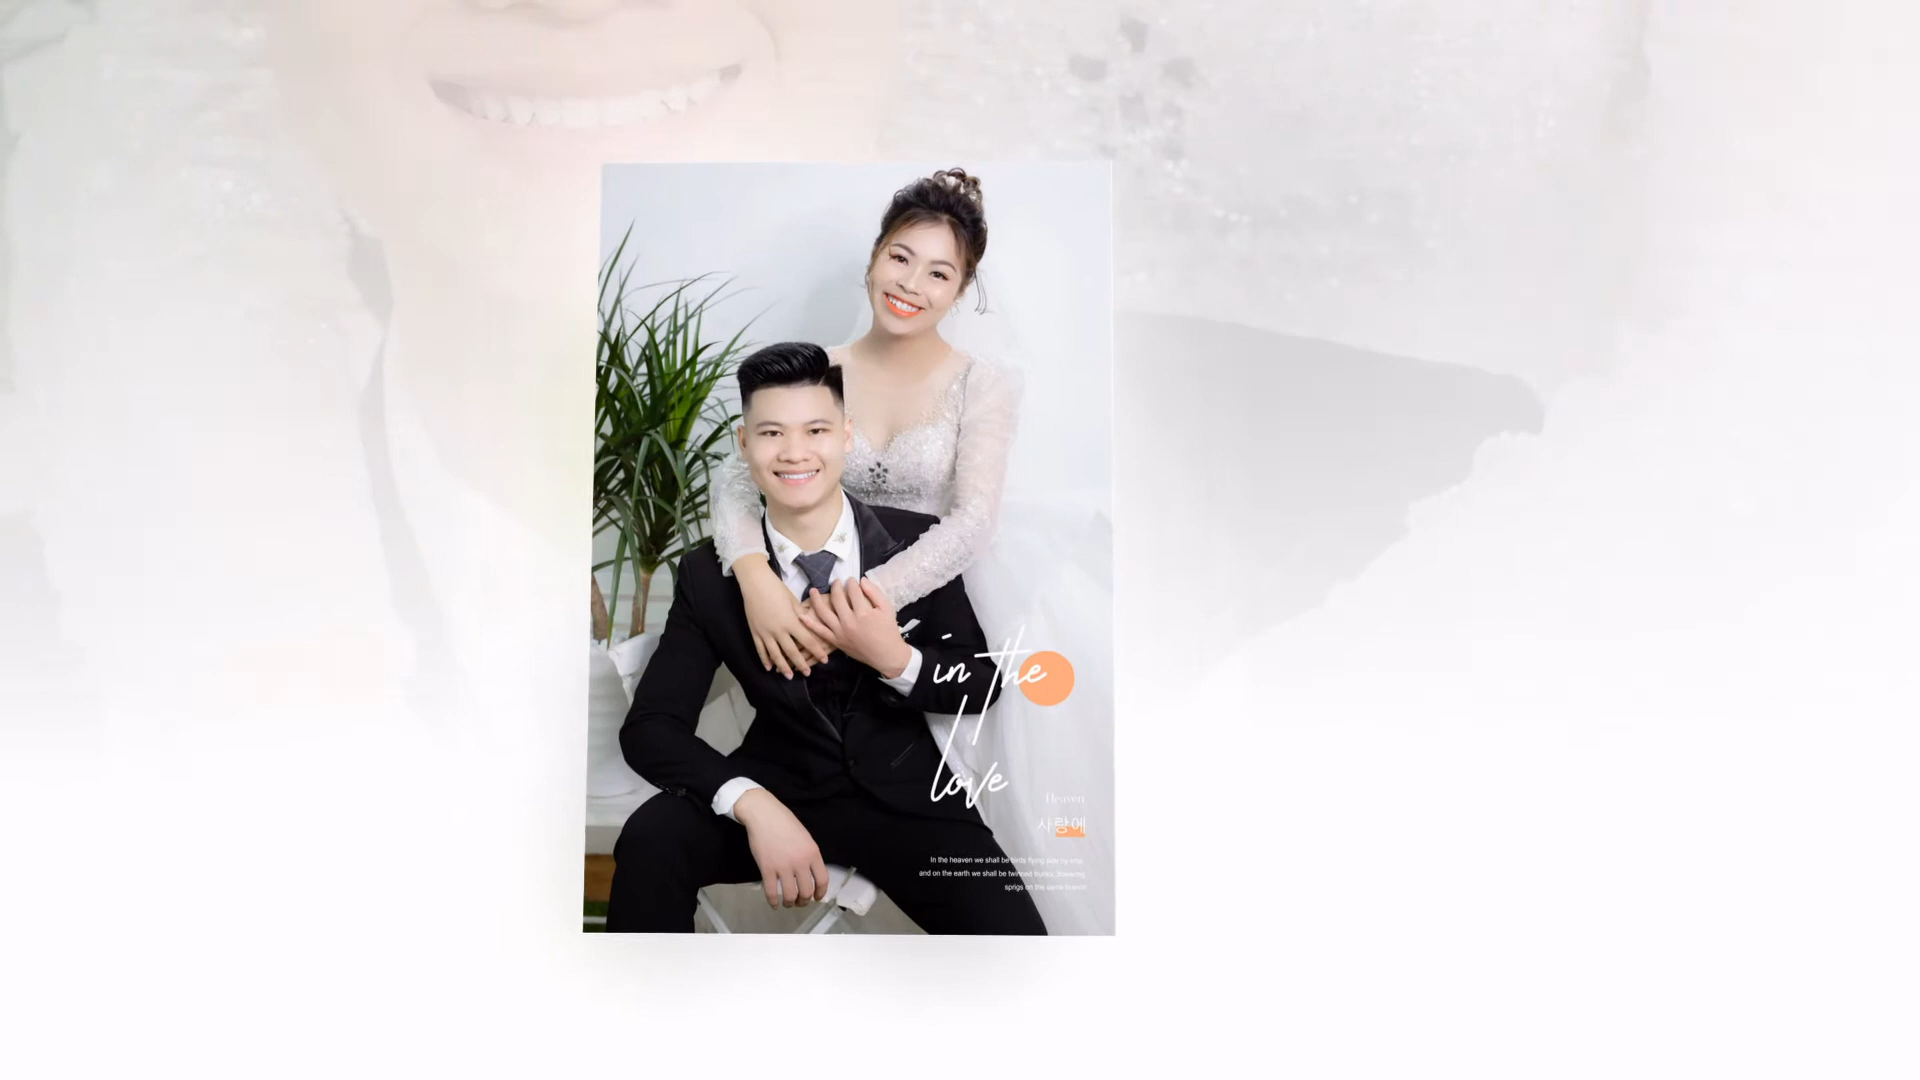 in the
love
Heaven
사랑에
In the heaven we shall be birds flying side by side,
and on the earth we shall be twinned trunks, flowering
sprigs on the same branch